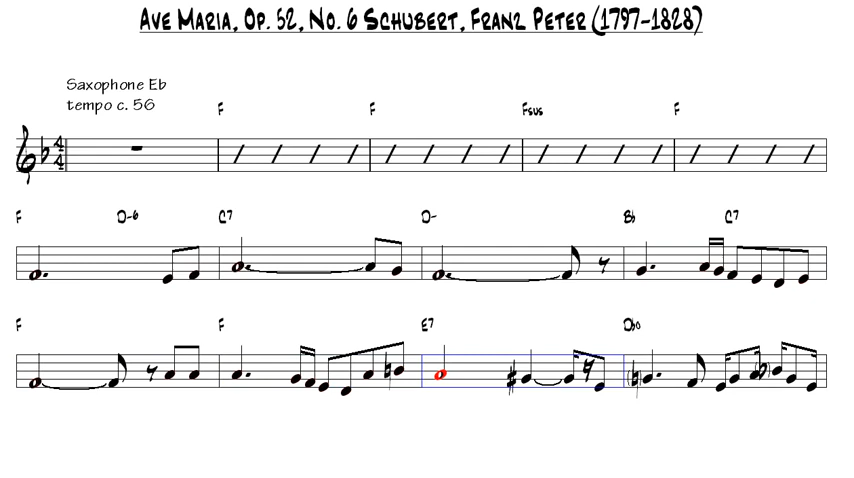 Ave Maria, Op. 52, No. 6 Schubert, Franz Peter (1797-1828)
Saxophone Eb
tempo c. 56
F F Fsus F
F D-6 C7 D- Bb C7
F F E7 Dbo